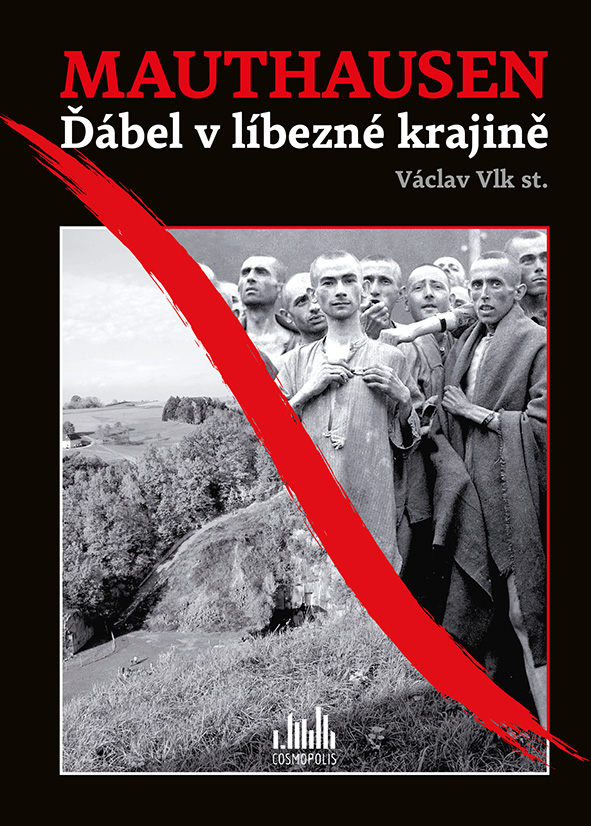 MAUTHAUSEN
Ďábel v líbezné krajině
Václav Vlk st.
COSMOPOLIS